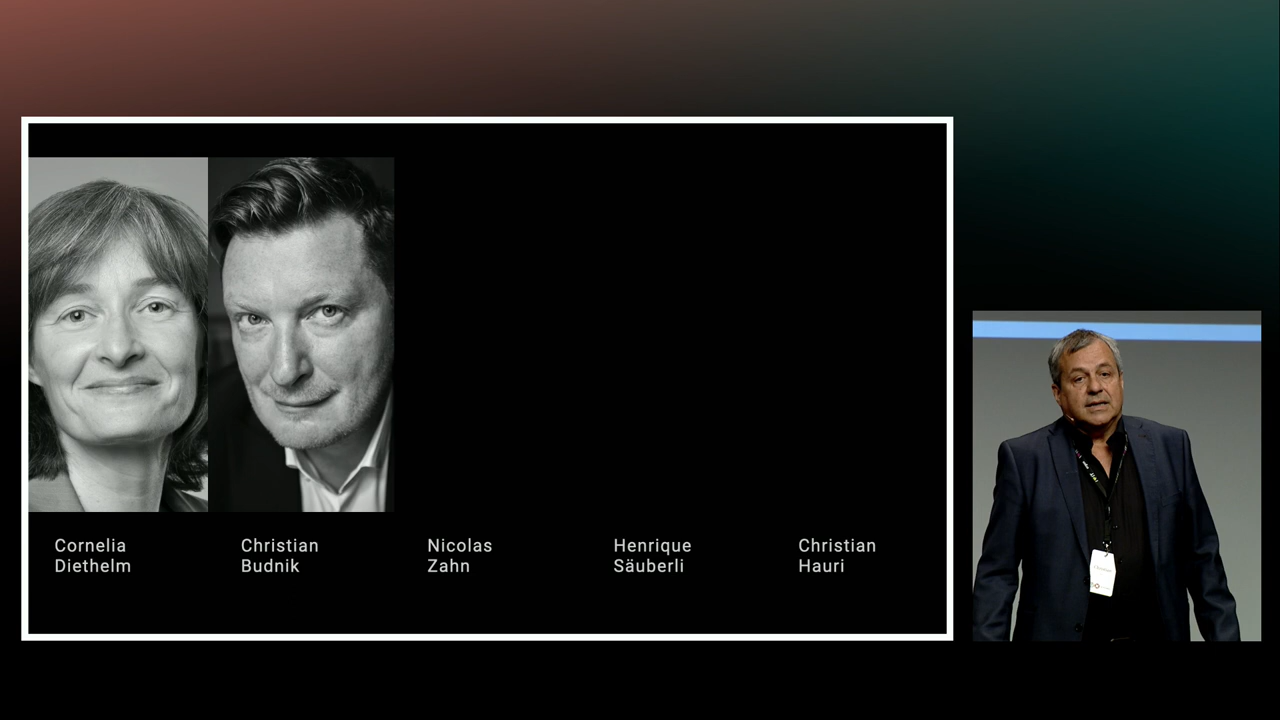 Cornelia
Diethelm
Christian
Budnik
Nicolas
Zahn
Henrique
Säuberli
Christian
Hauri